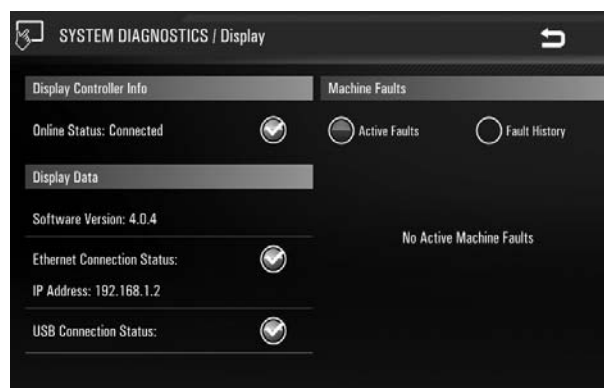 SYSTEM DIAGNOSTICS / Display
Display Controller Info
Online Status: Connected
Display Data
Software Version: 4.0.4
Ethernet Connection Status:
IP Address: 192.168.1.2
USB Connection Status:
Machine Faults
Active Faults
Fault History
No Active Machine Faults